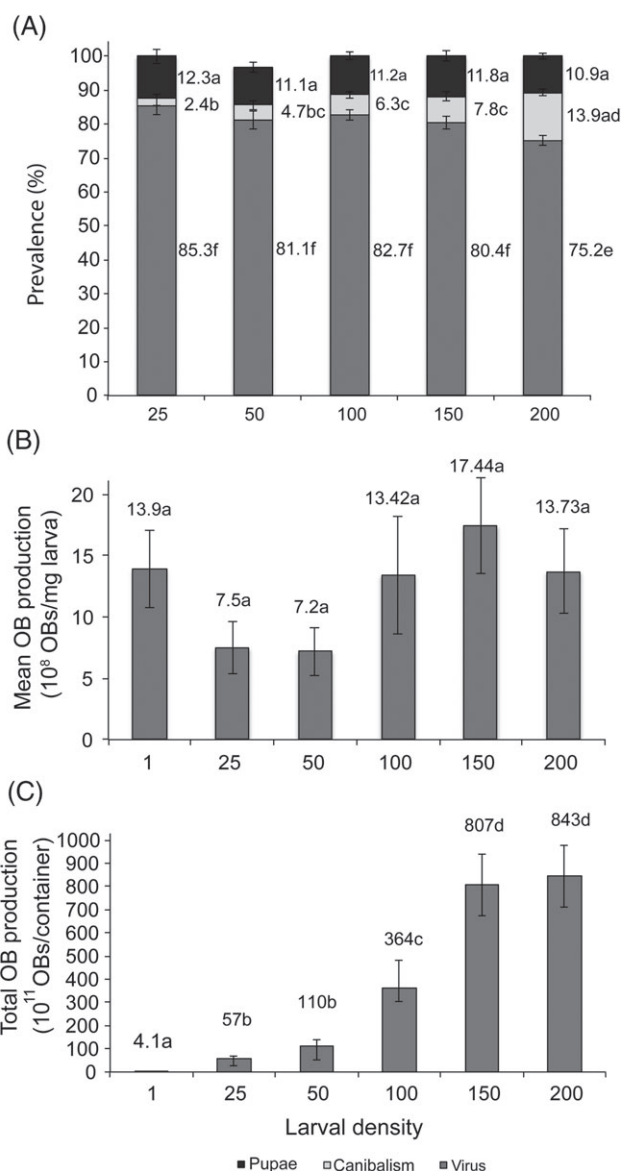 (A)
Prevalence (%)
100
90
80
70
60
50
40
30
20
10
0
12.3a
2.4b
85.3f
11.1a
4.7bc
81.1f
11.2a
6.3c
82.7f
11.8a
7.8c
80.4f
10.9a
13.9ad
75.2e
25 50 100 150 200
(B)
Mean OB production
(10⁸ OBs/mg larva)
20
15
10
5
0
13.9a
7.5a
7.2a
13.42a
17.44a
13.73a
1 25 50 100 150 200
(C)
Total OB production
(10¹¹ OBs/container)
1000
900
800
700
600
500
400
300
200
100
0
4.1a
57b
110b
364c
807d
843d
1 25 50 100 150 200
Larval density
Pupae Canibalism Virus